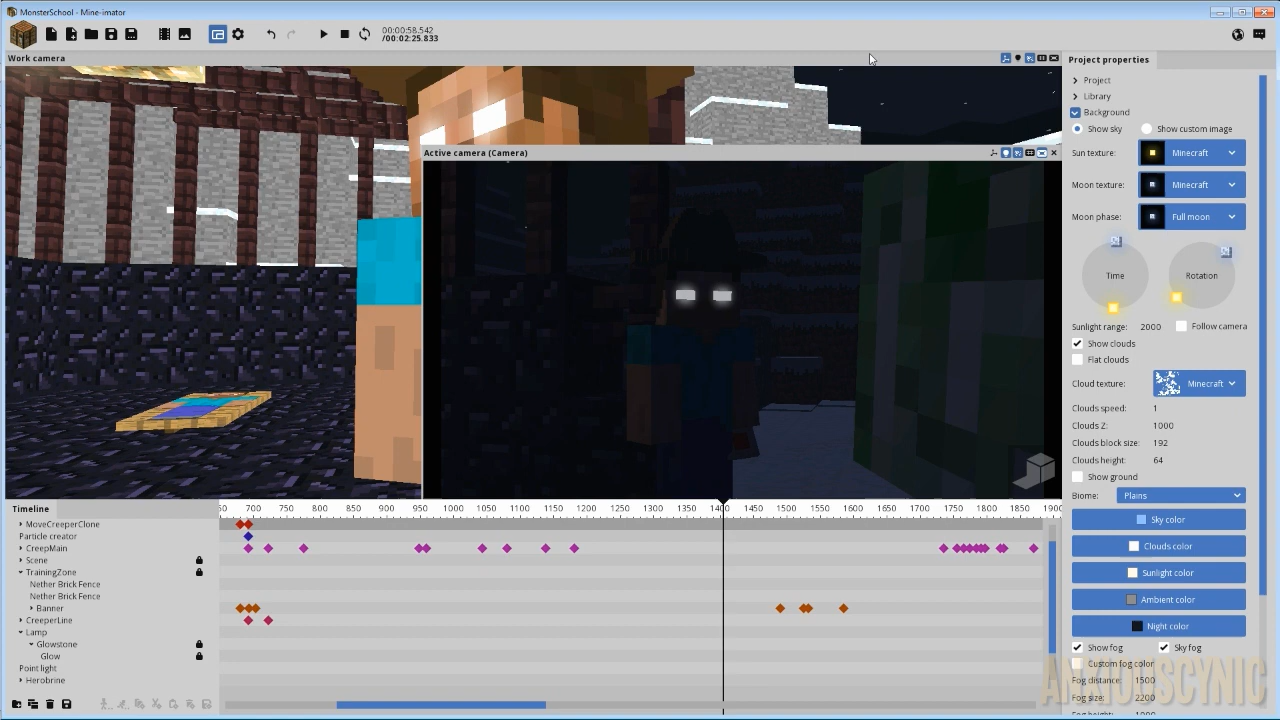 MonsterSchool - Mine-imator
00:00:58.542
/00:02:25.833
Work camera
Active camera (Camera)
Project properties
Project
Library
Background
Show sky
Show custom image
Sun texture:
Minecraft
Moon texture:
Minecraft
Moon phase:
Full moon
Time
Rotation
Sunlight range:
2000
Follow camera
Show clouds
Flat clouds
Cloud texture:
Minecraft
Clouds speed:
1
Clouds Z:
1000
Clouds block size:
192
Clouds height:
64
Show ground
Biome:
Plains
Sky color
Clouds color
Sunlight color
Ambient color
Night color
Show fog
Sky fog
Custom fog color
Fog distance:
1500
Fog size:
2200
Timeline
50 700 750 800 850 900 950 1000 1050 1100 1150 1200 1250 1300 1350 1400 1450 1500 1550 1600 1650 1700 1750 1800 1850 1900
MoveCreeperClone
Particle creator
CreepMain
Scene
TrainingZone
Nether Brick Fence
Nether Brick Fence
Banner
CreeperLine
Lamp
Glowstone
Glow
Point light
Herobrine
ANXIOUSCYNIC